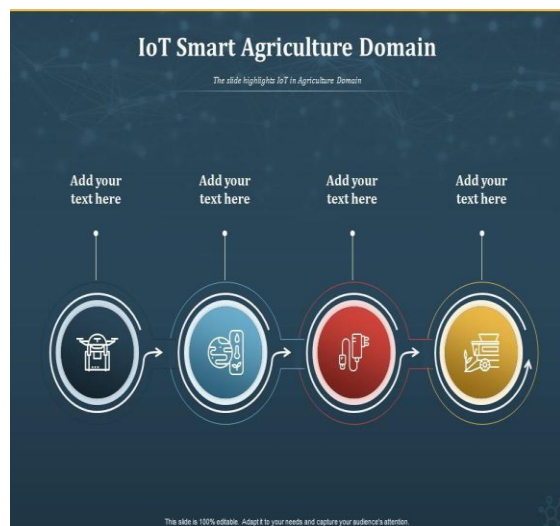 IoT Smart Agriculture Domain
The slide highlights IoT in Agriculture Domain
Add your
text here
Add your
text here
Add your
text here
Add your
text here
This slide is 100% editable. Adapt it to your needs and capture your audience's attention.